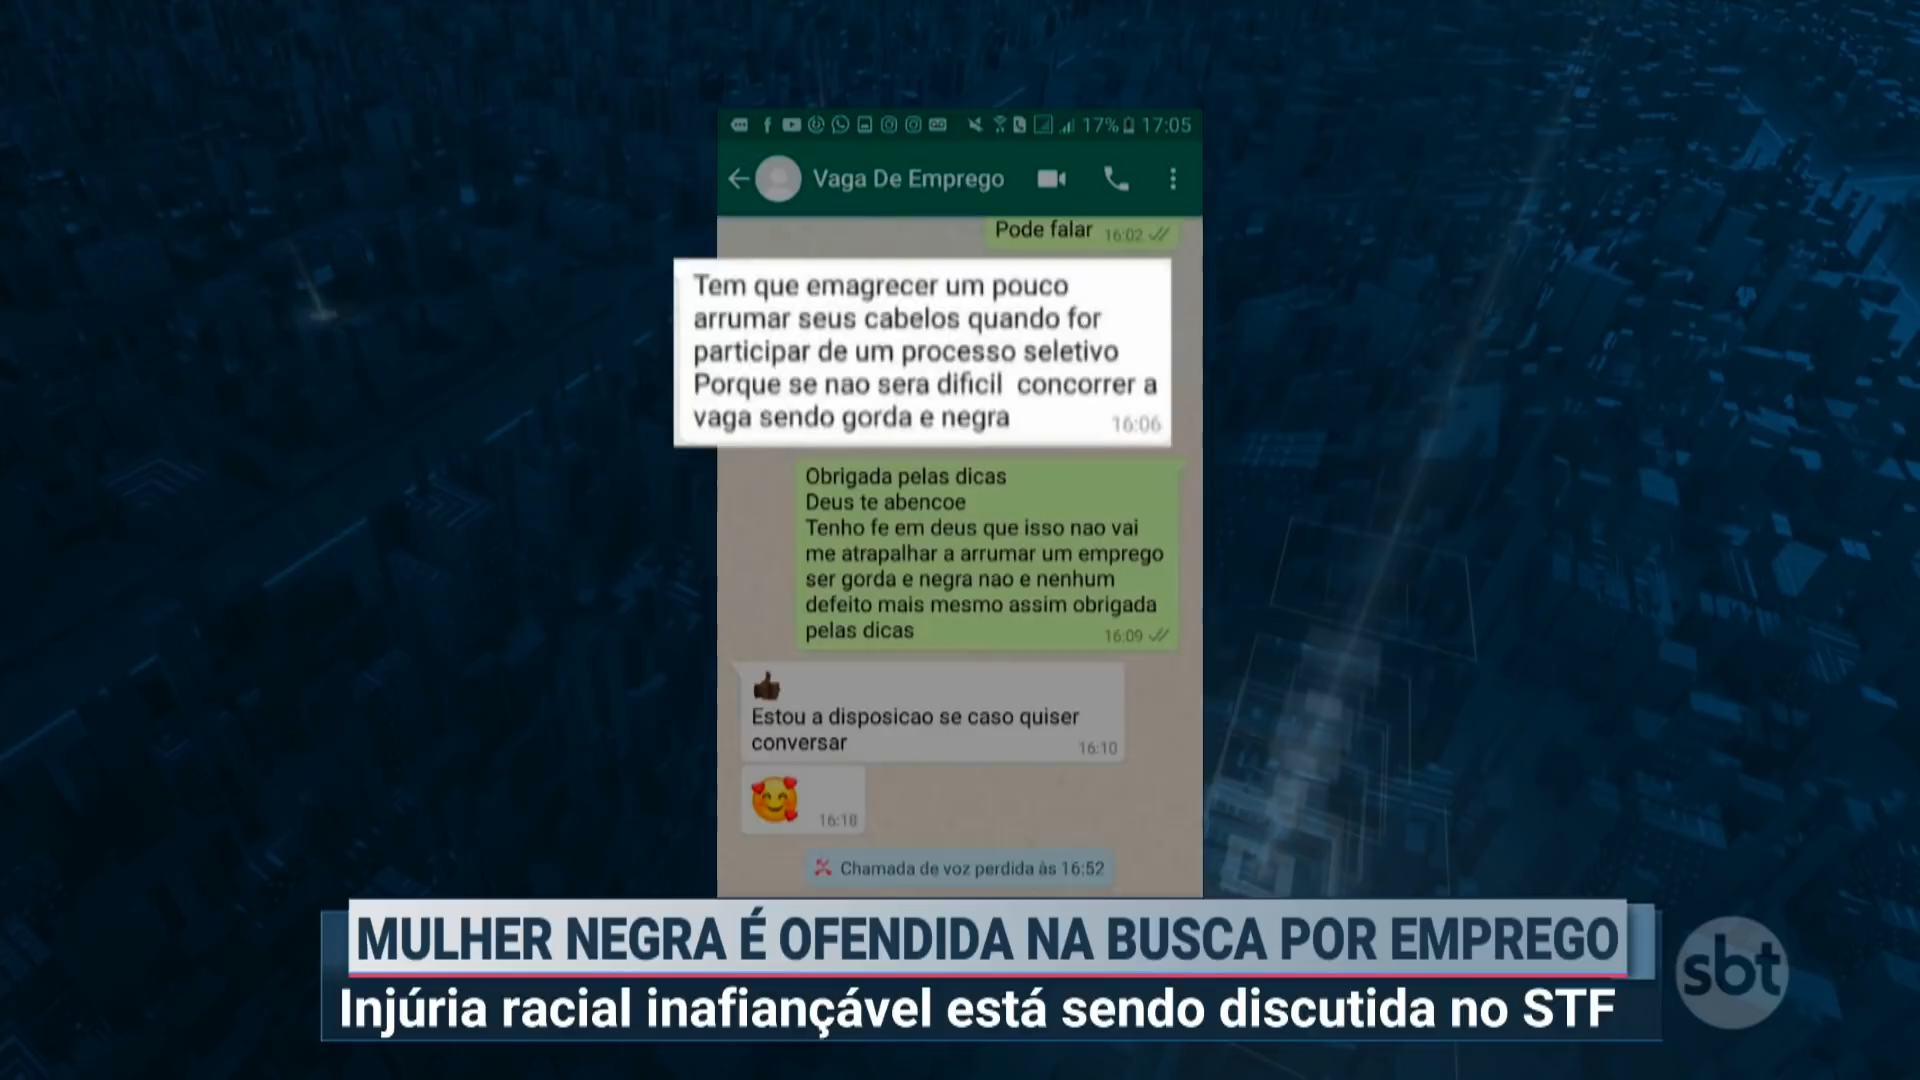 17% 17:05
Vaga De Emprego
Pode falar 16:02
Tem que emagrecer um pouco
arrumar seus cabelos quando for
participar de um processo seletivo
Porque se nao sera dificil concorrer a
vaga sendo gorda e negra
16:06
Obrigada pelas dicas
Deus te abencoe
Tenho fe em deus que isso nao vai
me atrapalhar a arrumar um emprego
ser gorda e negra nao e nenhum
defeito mais mesmo assim obrigada
pelas dicas
16:09
Estou a disposicao se caso quiser
conversar
16:10
16:18
Chamada de voz perdida às 16:52
MULHER NEGRA É OFENDIDA NA BUSCA POR EMPREGO
Injúria racial inafiançável está sendo discutida no STF
sbt